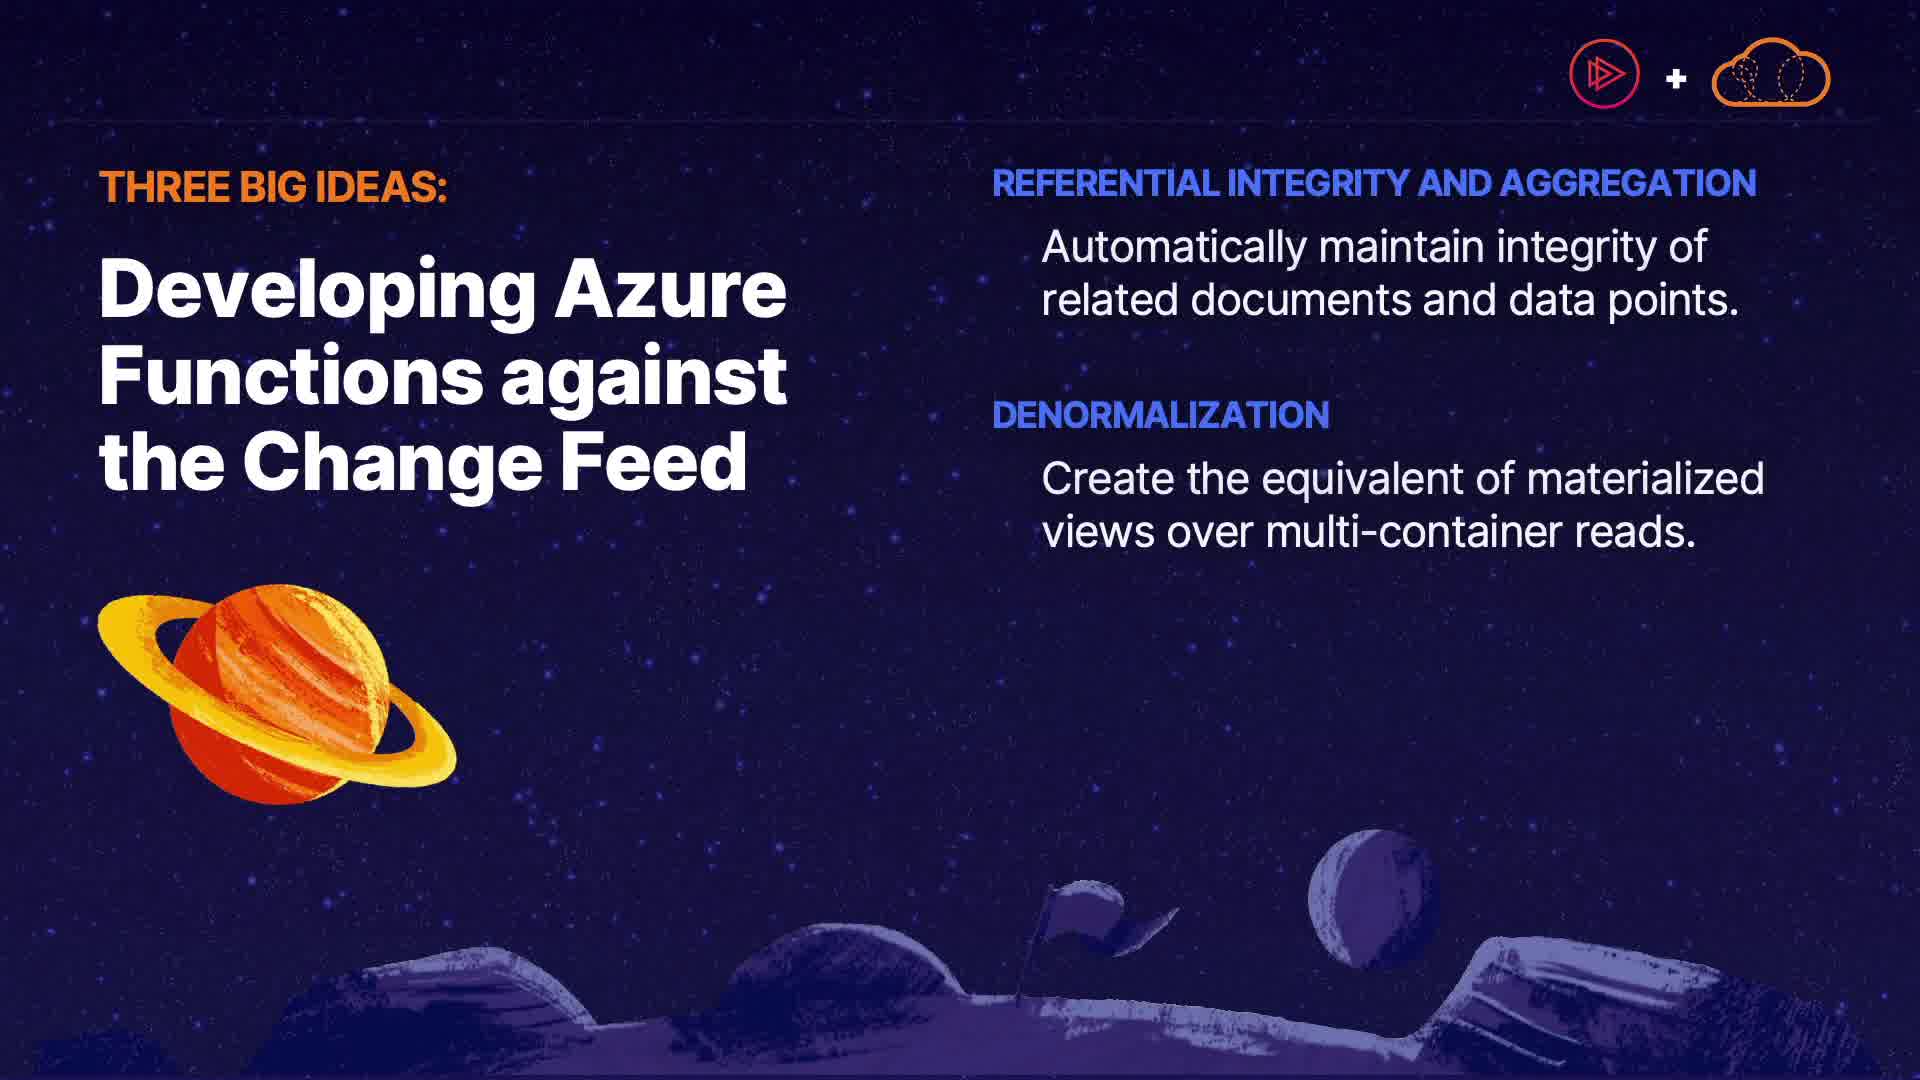 THREE BIG IDEAS:
Developing Azure
Functions against
the Change Feed
REFERENTIAL INTEGRITY AND AGGREGATION
Automatically maintain integrity of
related documents and data points.
DENORMALIZATION
Create the equivalent of materialized
views over multi-container reads.